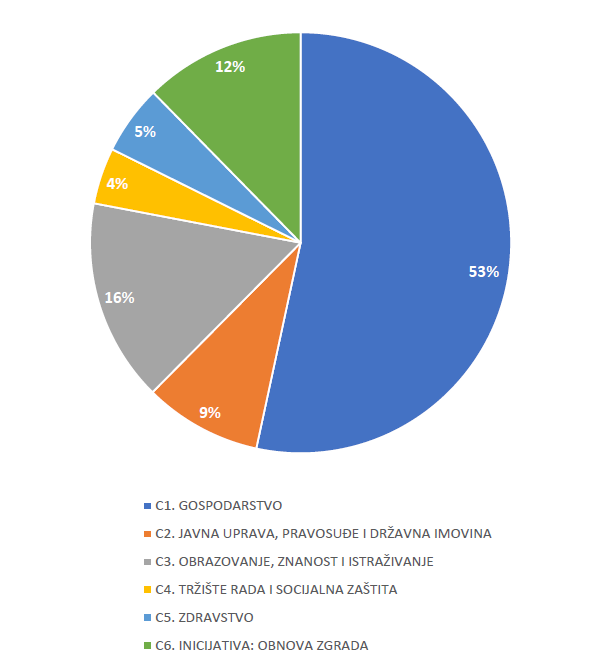 12%
5%
4%
53%
16%
9%
C1. GOSPODARSTVO
C2. JAVNA UPRAVA, PRAVOSUĐE I DRŽAVNA IMOVINA
C3. OBRAZOVANJE, ZNANOST I ISTRAŽIVANJE
C4. TRŽIŠTE RADA I SOCIJALNA ZAŠTITA
C5. ZDRAVSTVO
C6. INICIJATIVA: OBNOVA ZGRADA